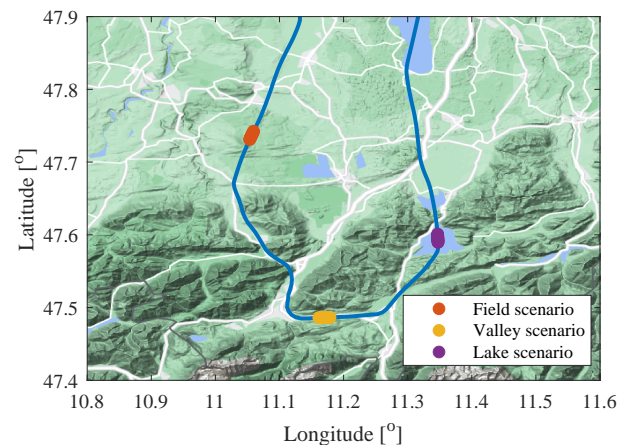 47.9
47.8
47.7
47.6
47.5
47.4
Latitude [°]
10.8 10.9 11 11.1 11.2 11.3 11.4 11.5 11.6
Longitude [°]
Field scenario
Valley scenario
Lake scenario